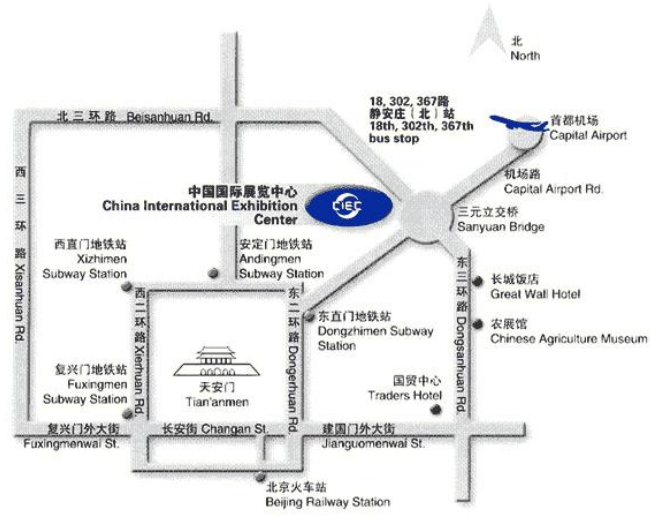 北
North
18, 302, 367路
静安庄（北）站
18th, 302th, 367th
bus stop
首都机场
Capital Airport
北三环路 Beisanhuan Rd.
机场路
Capital Airport Rd.
中国国际展览中心
China International Exhibition
Center
CIEC
三元立交桥
Sanyuan Bridge
西三环路 Xisanhuan Rd.
西直门地铁站
Xizhimen
Subway Station
安定门地铁站
Andingmen
Subway Station
东三环路 Dongsanhuan Rd.
长城饭店
Great Wall Hotel
西二环路 Xierhuan Rd.
东二环路 Dongerhuan Rd.
东直门地铁站
Dongzhimen Subway
Station
农展馆
Chinese Agriculture Museum
复兴门地铁站
Fuxingmen
Subway Station
天安门
Tian'anmen
国贸中心
Traders Hotel
复兴门外大街
Fuxingmenwai St.
长安街 Changan St.
建国门外大街
Jianguomenwai St.
北京火车站
Beijing Railway Station